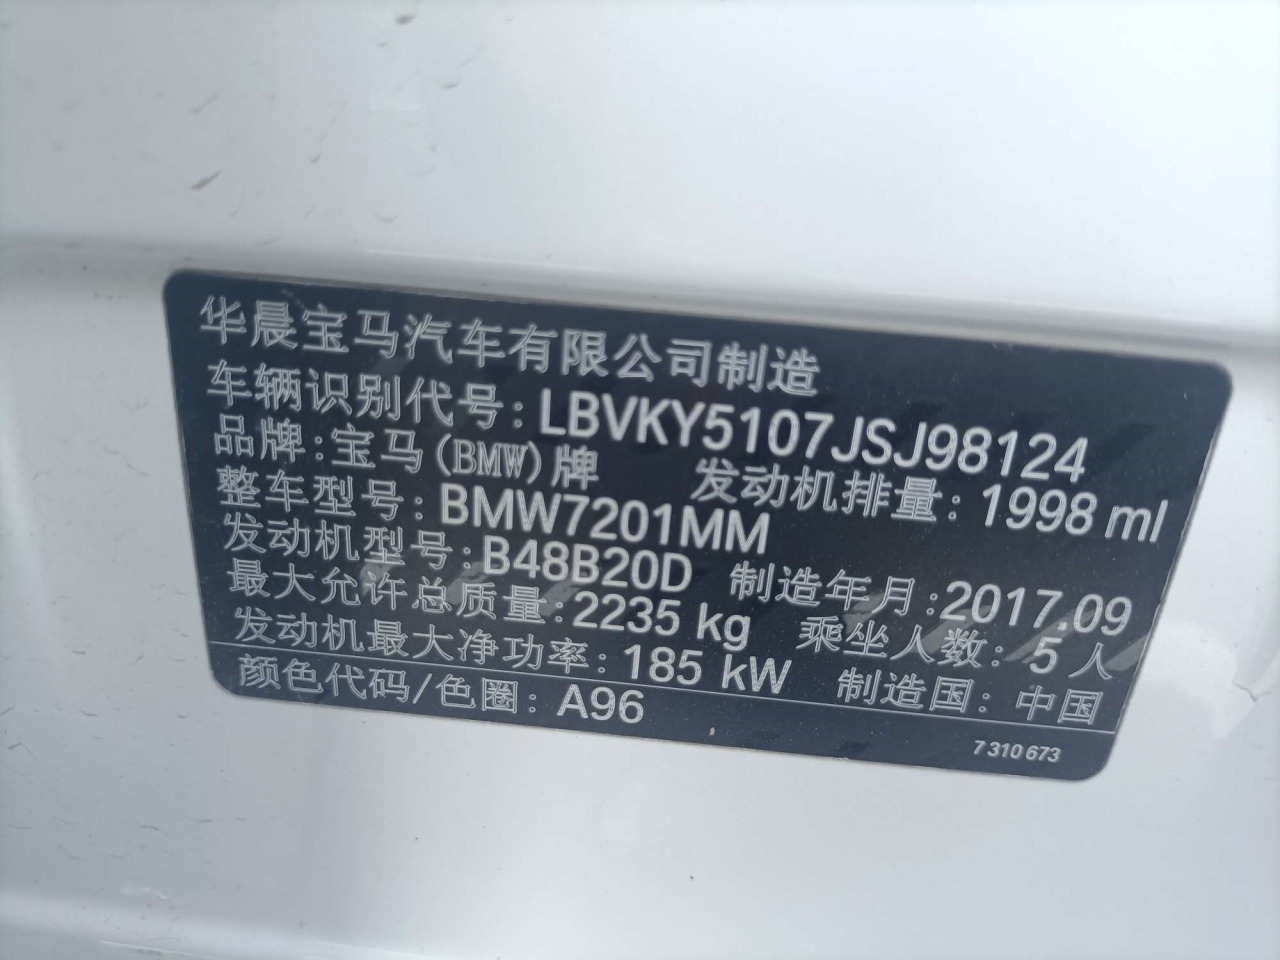 华晨宝马汽车有限公司制造
车辆识别代号: LBVKY5107JSJ98124
品牌: 宝马(BMW)牌 发动机排量: 1998 ml
整车型号: BMW7201MM
发动机型号: B48B20D 制造年月: 2017.09
最大允许总质量: 2235 kg 乘坐人数: 5 人
发动机最大净功率: 185 kW 制造国: 中国
颜色代码/色圈: A96
7 310 673